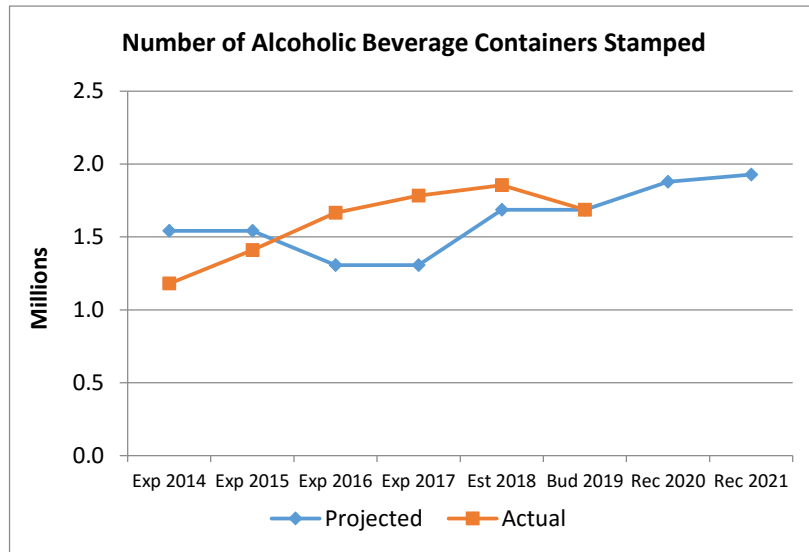 Number of Alcoholic Beverage Containers Stamped
2.5
2.0
1.5
1.0
0.5
0.0
Millions
Exp 2014 Exp 2015 Exp 2016 Exp 2017 Est 2018 Bud 2019 Rec 2020 Rec 2021
Projected Actual